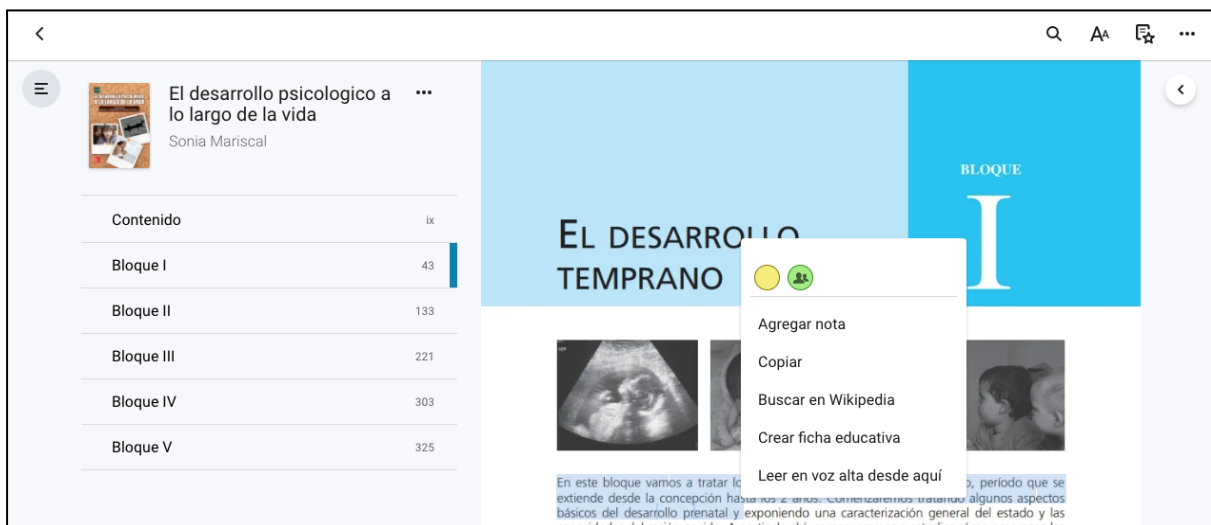 El desarrollo psicologico a
lo largo de la vida
Sonia Mariscal
Contenido ix
Bloque I 43
Bloque II 133
Bloque III 221
Bloque IV 303
Bloque V 325
BLOQUE
I
EL DESARROLLO
TEMPRANO
Agregar nota
Copiar
Buscar en Wikipedia
Crear ficha educativa
Leer en voz alta desde aquí
En este bloque vamos a tratar lo o, período que se
extiende desde la concepción hasta los 2 años. Comenzaremos tratando algunos aspectos
básicos del desarrollo prenatal y exponiendo una caracterización general del estado y las